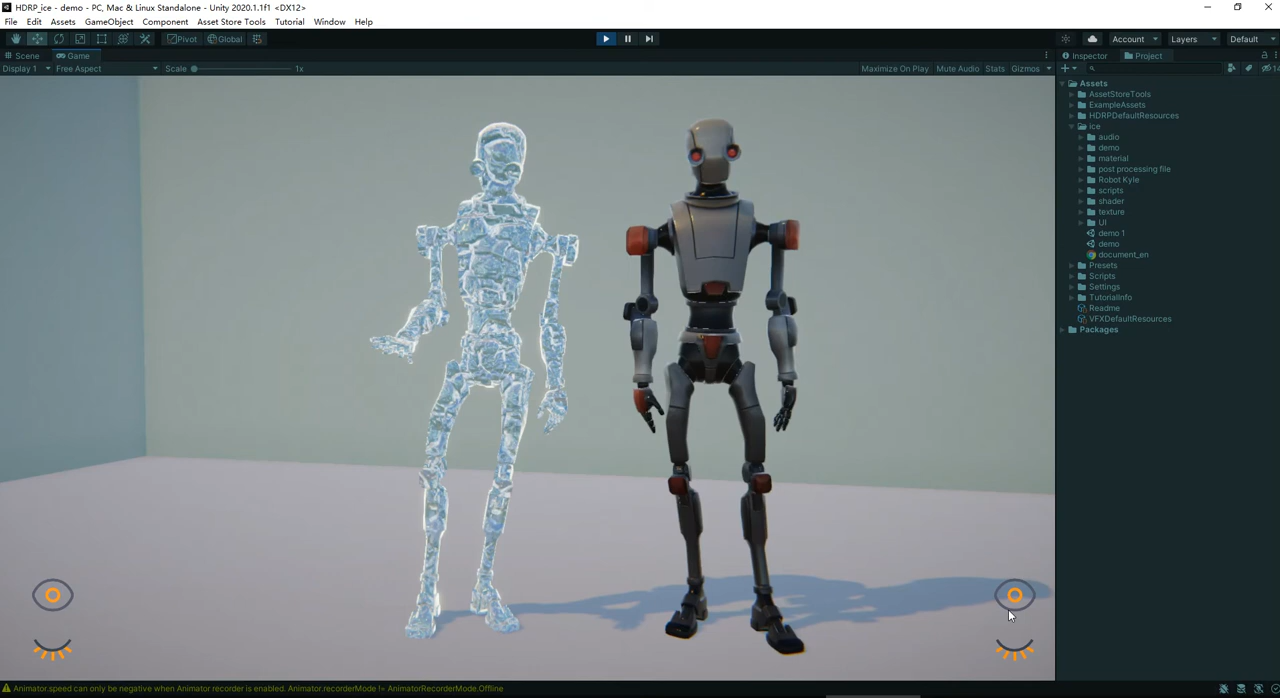 HDRP_ice - demo - PC, Mac & Linux Standalone - Unity 2020.1.1f1 <DX12>
File Edit Assets GameObject Component Asset Store Tools Tutorial Window Help
Pivot Global Account Layers Default
Scene Game Inspector Project
Display 1 Free Aspect Scale 1x Maximize On Play Mute Audio Stats Gizmos
Assets
AssetStoreTools
ExampleAssets
HDRPDefaultResources
ice
audio
demo
material
post processing file
Robot Kyle
scripts
shader
texture
UI
demo 1
demo
document_en
Presets
Scripts
Settings
TutorialInfo
Readme
VFXDefaultResources
Packages
Animator.speed can only be negative when Animator recorder is enabled. Animator.recorderMode != AnimatorRecorderMode.Offline